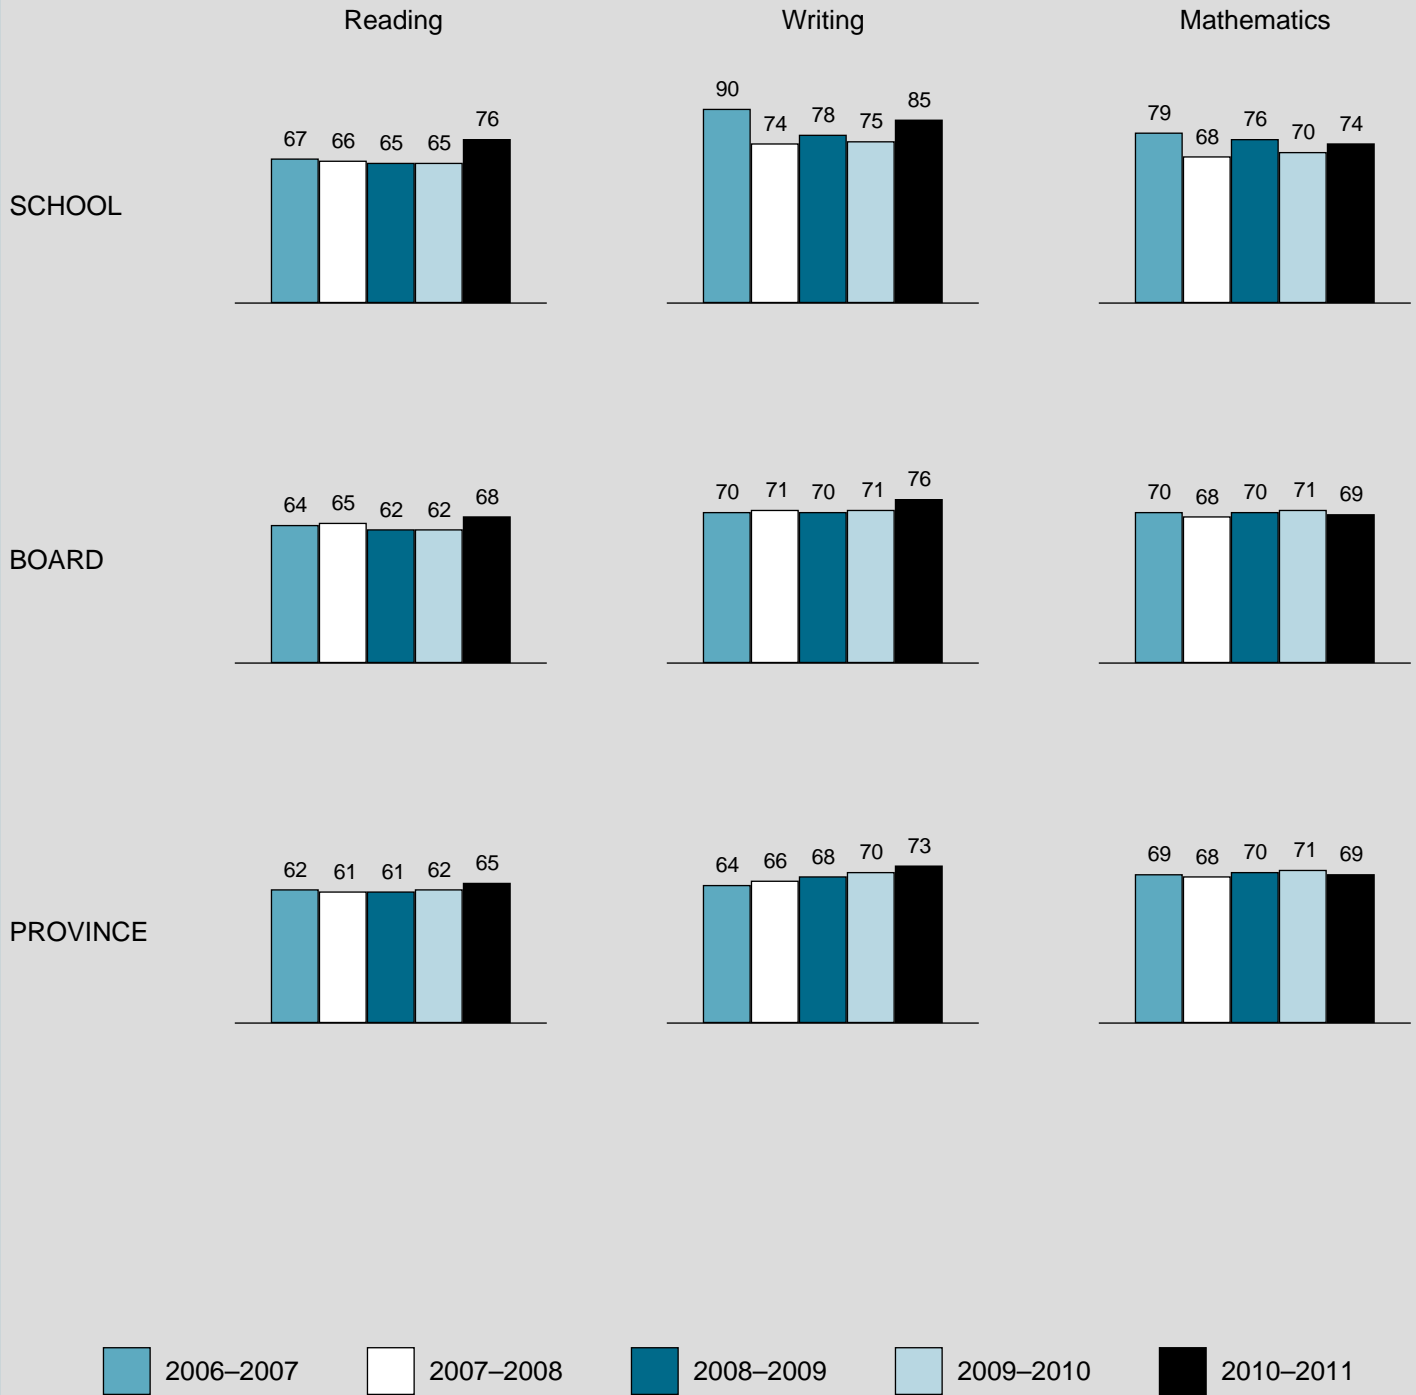 Reading Writing Mathematics
SCHOOL
67 66 65 65 76
90 74 78 75 85
79 68 76 70 74
BOARD
64 65 62 62 68
70 71 70 71 76
70 68 70 71 69
PROVINCE
62 61 61 62 65
64 66 68 70 73
69 68 70 71 69
2006–2007 2007–2008 2008–2009 2009–2010 2010–2011